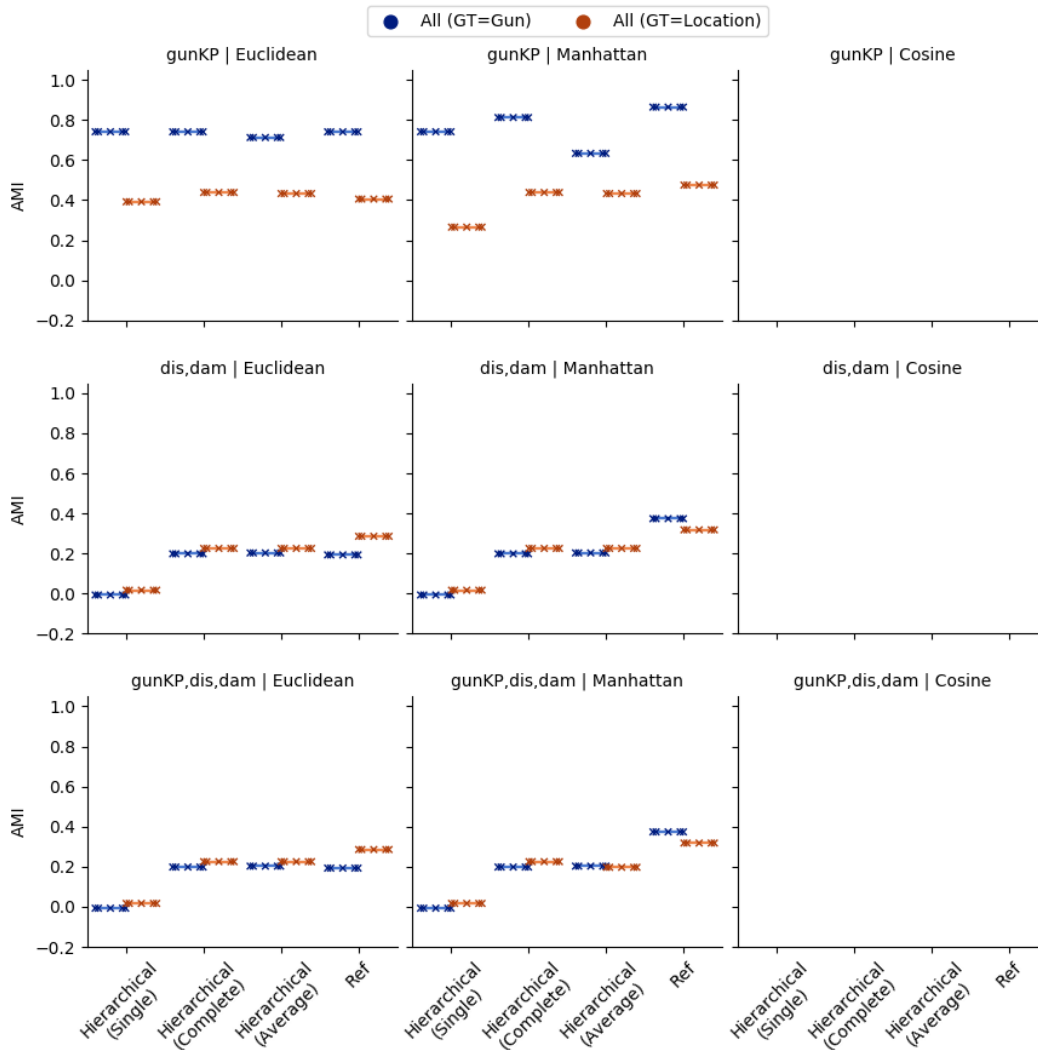 All (GT=Gun) All (GT=Location)
gunKP | Euclidean gunKP | Manhattan gunKP | Cosine
1.0
0.8
0.6
0.4
0.2
0.0
−0.2
AMI
dis,dam | Euclidean dis,dam | Manhattan dis,dam | Cosine
1.0
0.8
0.6
0.4
0.2
0.0
−0.2
AMI
gunKP,dis,dam | Euclidean gunKP,dis,dam | Manhattan gunKP,dis,dam | Cosine
1.0
0.8
0.6
0.4
0.2
0.0
−0.2
AMI
Hierarchical
(Single)
Hierarchical
(Complete)
Hierarchical
(Average)
Ref
Hierarchical
(Single)
Hierarchical
(Complete)
Hierarchical
(Average)
Ref
Hierarchical
(Single)
Hierarchical
(Complete)
Hierarchical
(Average)
Ref